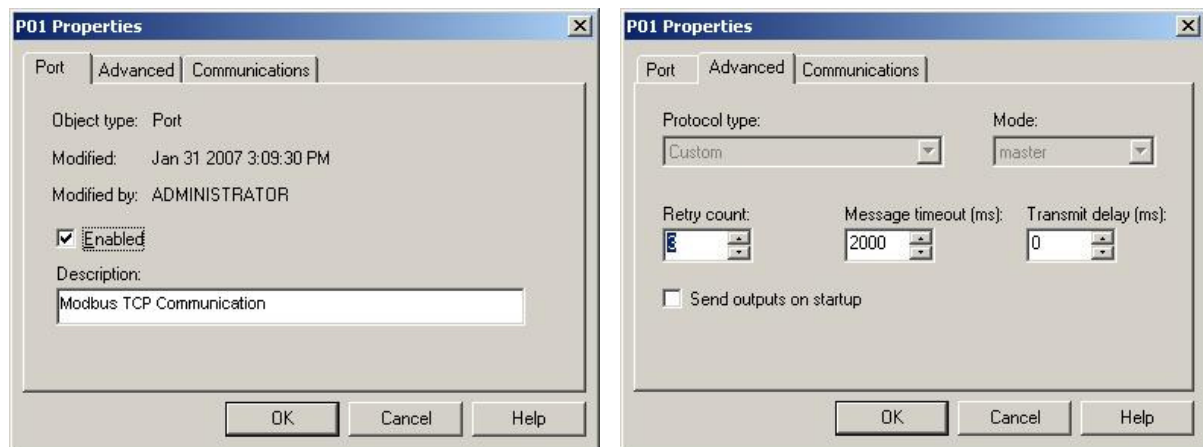 P01 Properties
Port Advanced Communications
Object type: Port
Modified: Jan 31 2007 3:09:30 PM
Modified by: ADMINISTRATOR
Enabled
Description:
Modbus TCP Communication
OK Cancel Help
P01 Properties
Port Advanced Communications
Protocol type: Mode:
Custom master
Retry count: Message timeout (ms): Transmit delay (ms):
3 2000 0
Send outputs on startup
OK Cancel Help